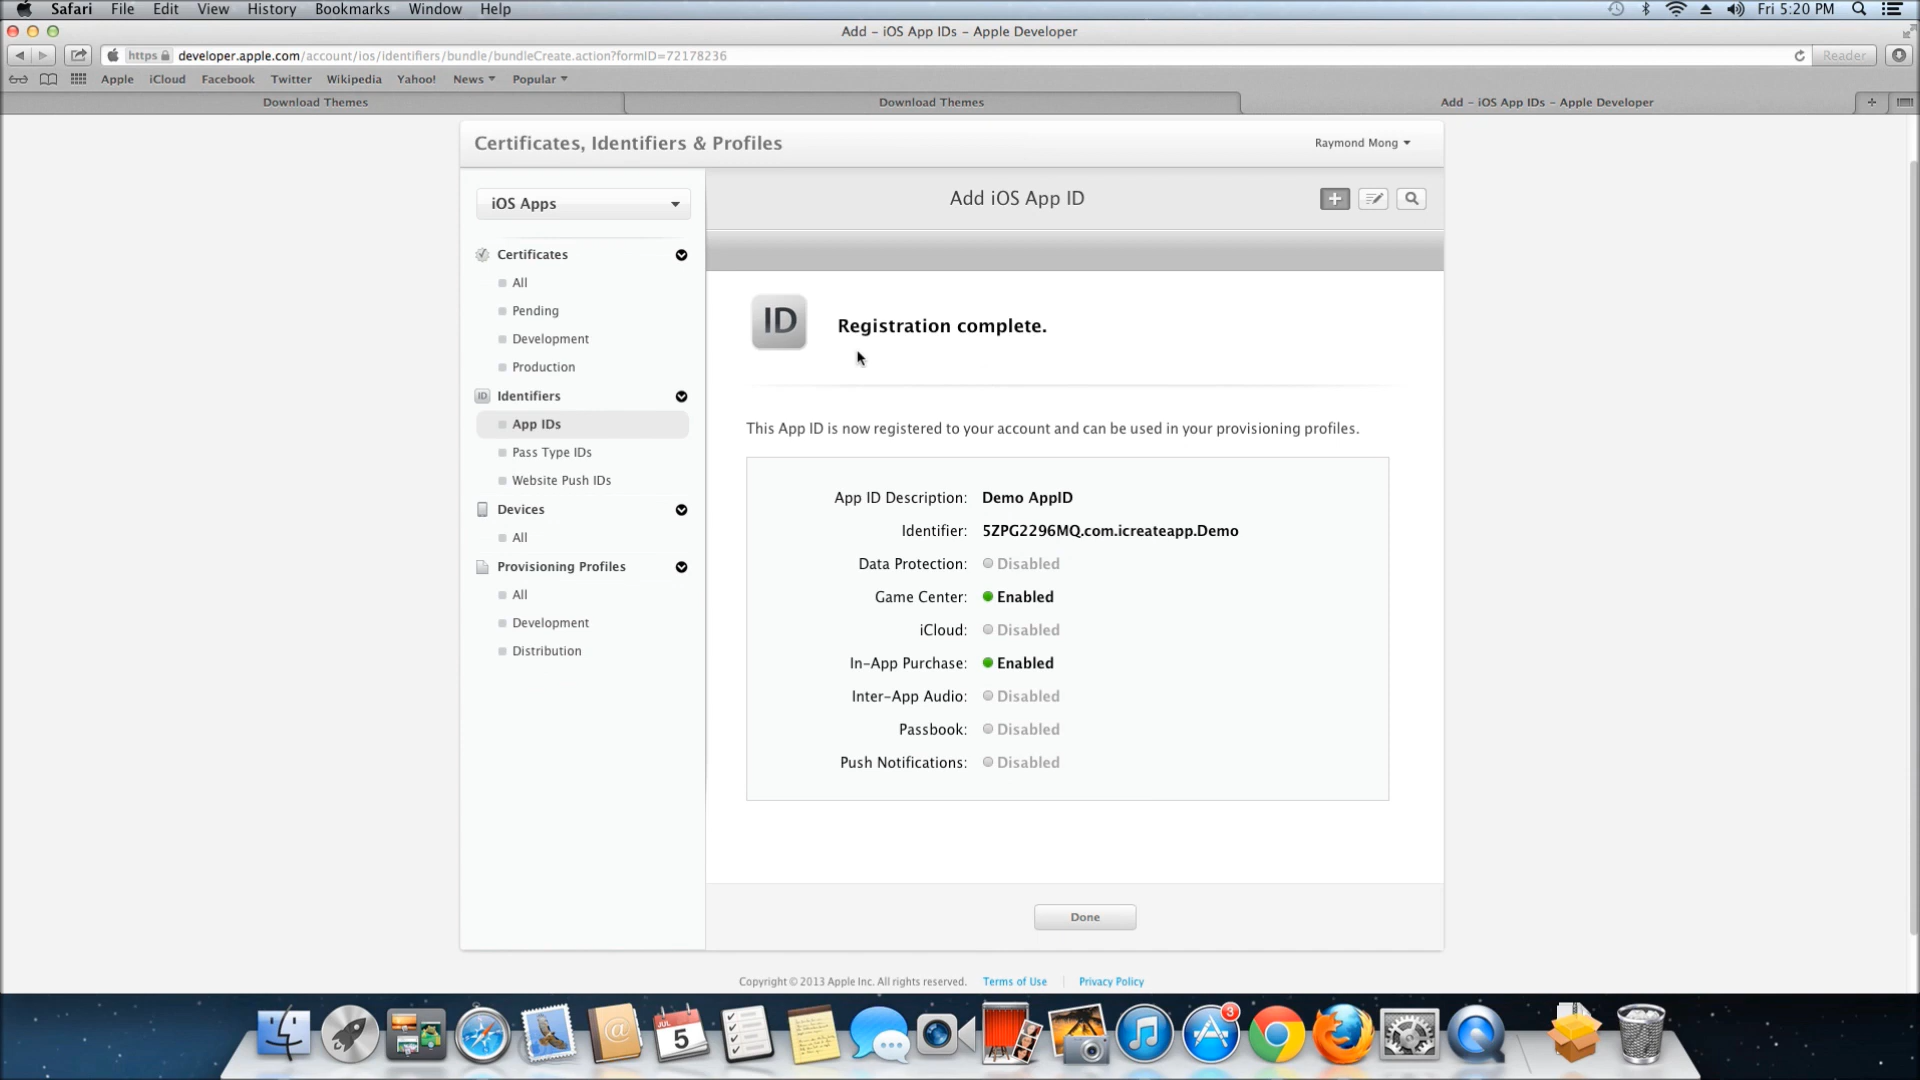 Safari File Edit View History Bookmarks Window Help Fri 5:20 PM
Add – iOS App IDs – Apple Developer
https developer.apple.com/account/ios/identifiers/bundle/bundleCreate.action?formID=72178236 Reader
Apple iCloud Facebook Twitter Wikipedia Yahoo! News Popular
Download Themes Download Themes Add – iOS App IDs – Apple Developer
Certificates, Identifiers & Profiles Raymond Mong
iOS Apps
Add iOS App ID
Certificates
All
Pending
Development
Production
Identifiers
App IDs
Pass Type IDs
Website Push IDs
Devices
All
Provisioning Profiles
All
Development
Distribution
ID Registration complete.
This App ID is now registered to your account and can be used in your provisioning profiles.
App ID Description: Demo AppID
Identifier: 5ZPG2296MQ.com.icreateapp.Demo
Data Protection: Disabled
Game Center: Enabled
iCloud: Disabled
In-App Purchase: Enabled
Inter-App Audio: Disabled
Passbook: Disabled
Push Notifications: Disabled
Done
Copyright © 2013 Apple Inc. All rights reserved. Terms of Use Privacy Policy
JUL
5
3